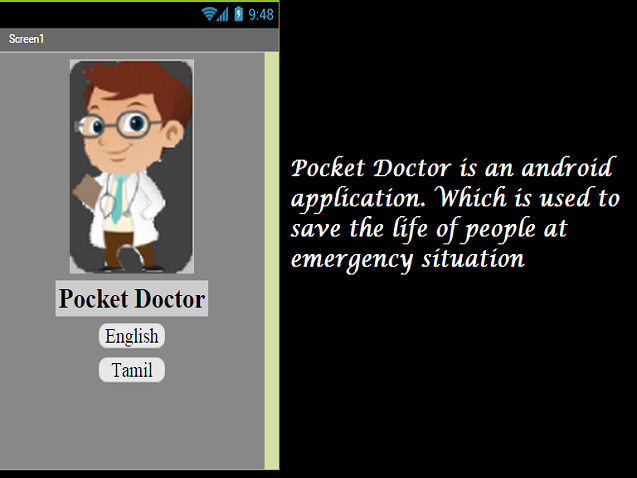 9:48
Screen1
Pocket Doctor
English
Tamil
Pocket Doctor is an android
application. Which is used to
save the life of people at
emergency situation